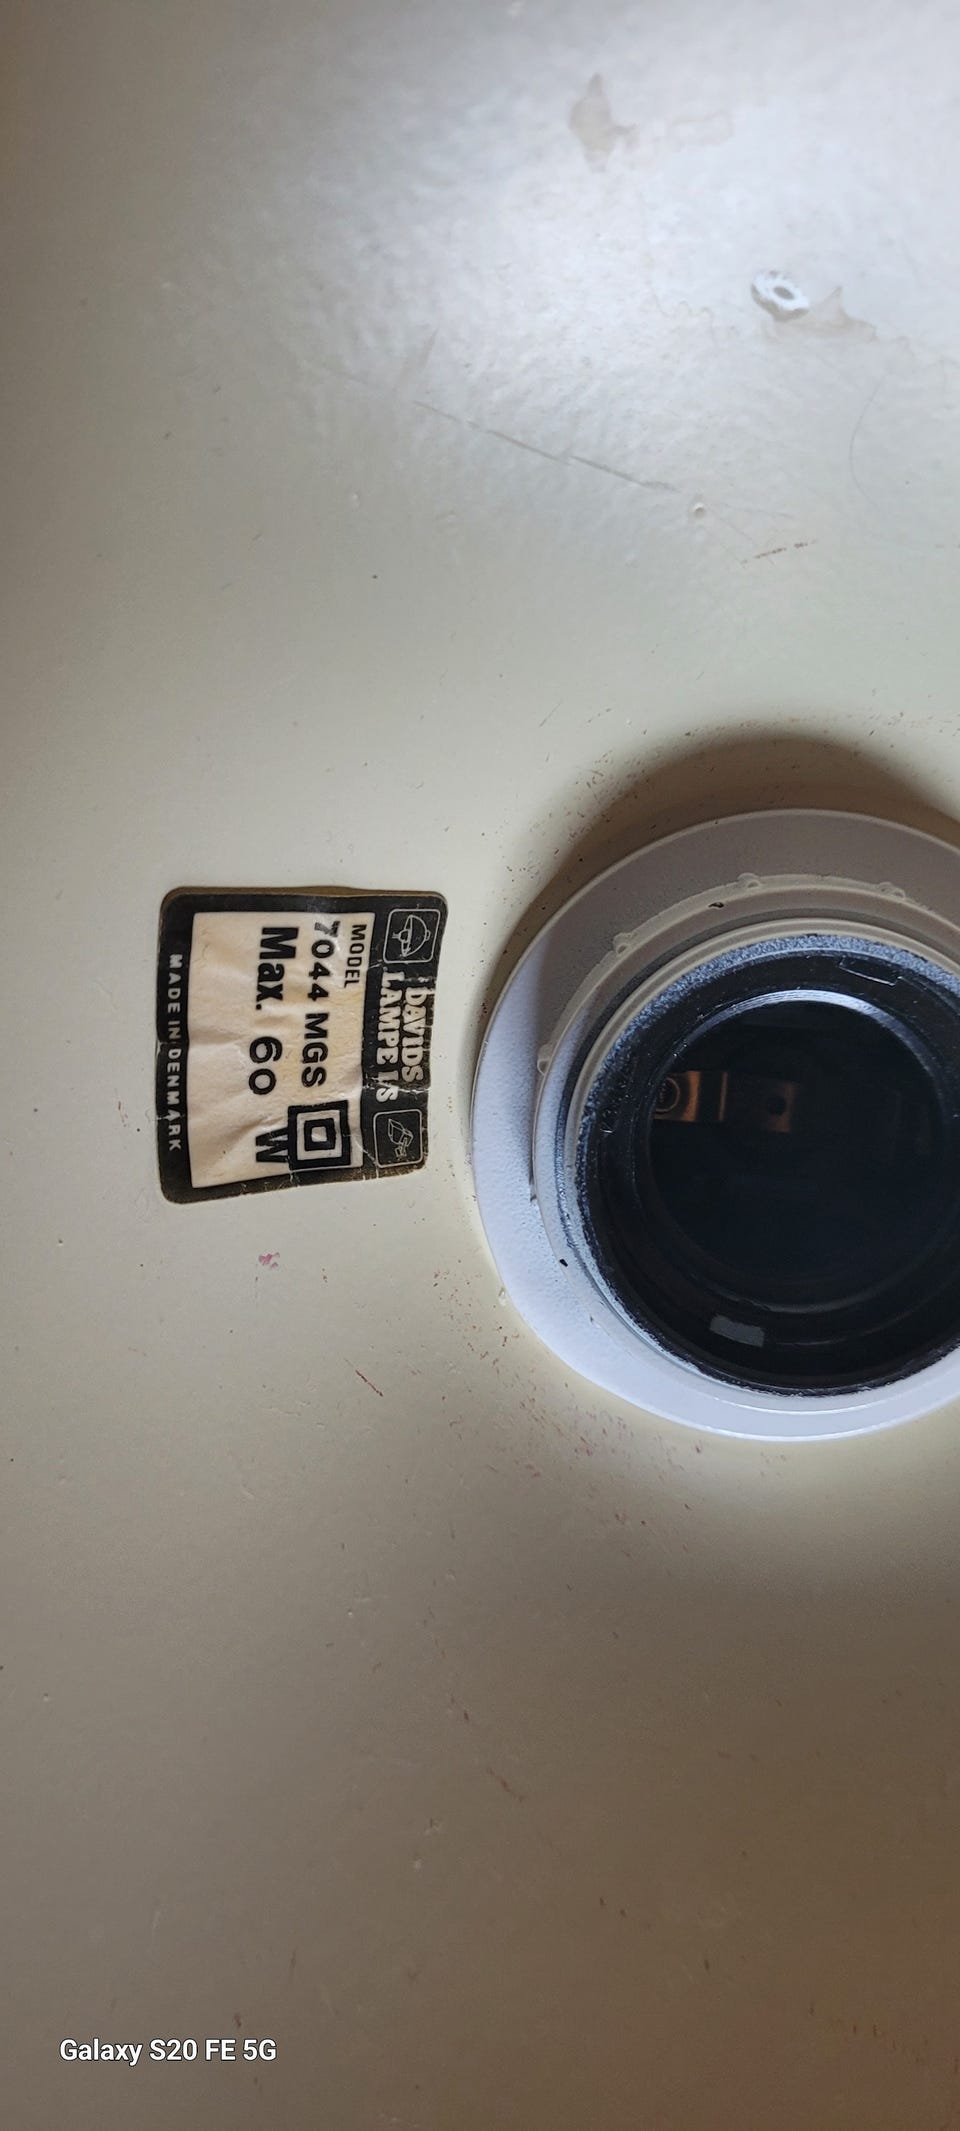 DAVIDS
LAMPE I/S
MODEL
7044 MGS
Max. 60 W
MADE IN DENMARK
Galaxy S20 FE 5G